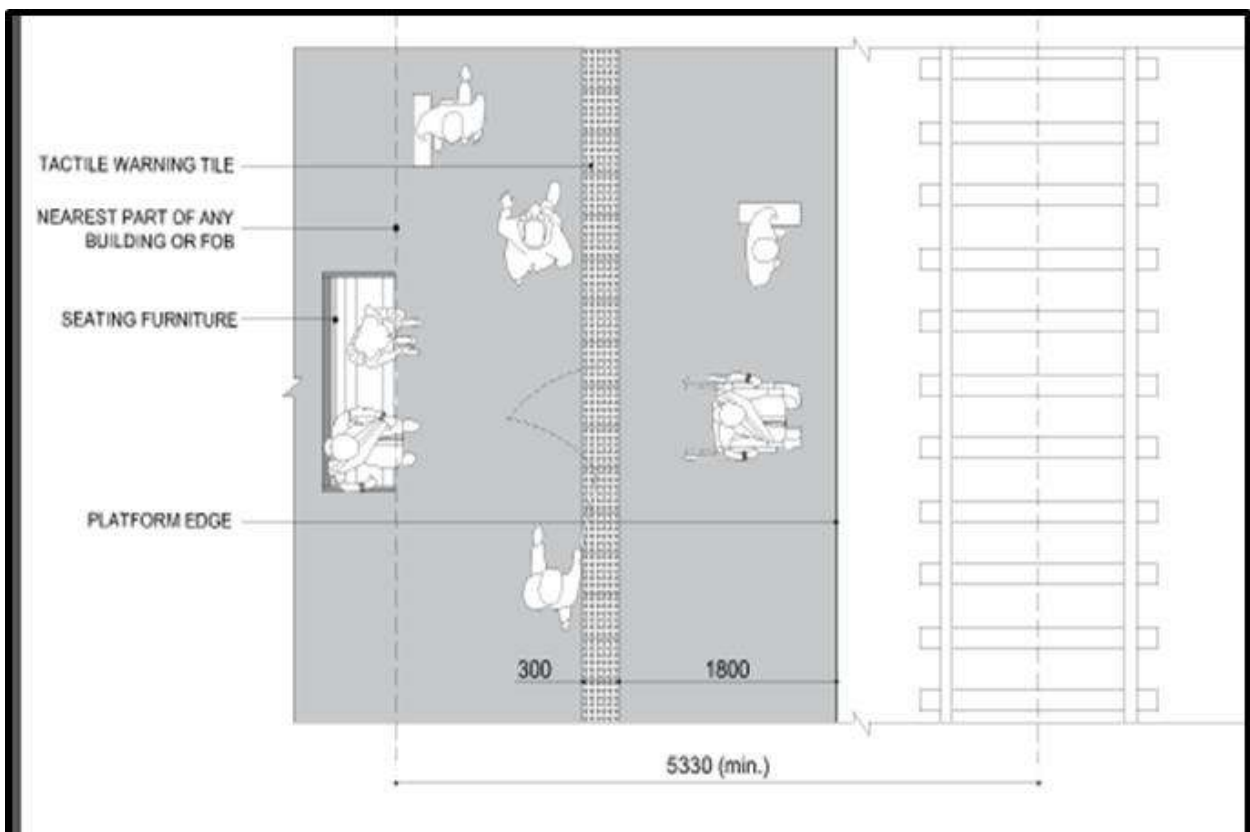 TACTILE WARNING TILE
NEAREST PART OF ANY
BUILDING OR FOB
SEATING FURNITURE
PLATFORM EDGE
300
1800
5330 (min.)